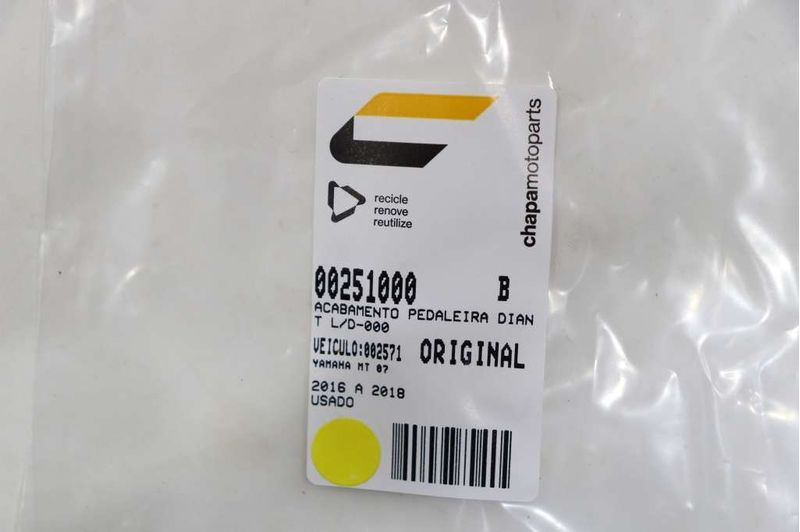 chapamotoparts
recicle
renove
reutilize
00251000 B
ACABAMENTO PEDALEIRA DIAN
T L/D-000
VEICULO:002571 ORIGINAL
YAMAHA MT 07
2016 A 2018
USADO